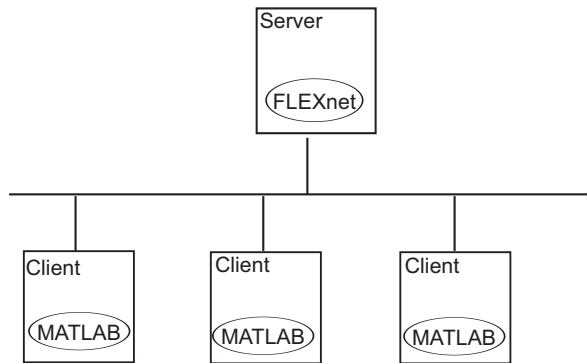 Server
FLEXnet
Client
Client
Client
MATLAB
MATLAB
MATLAB